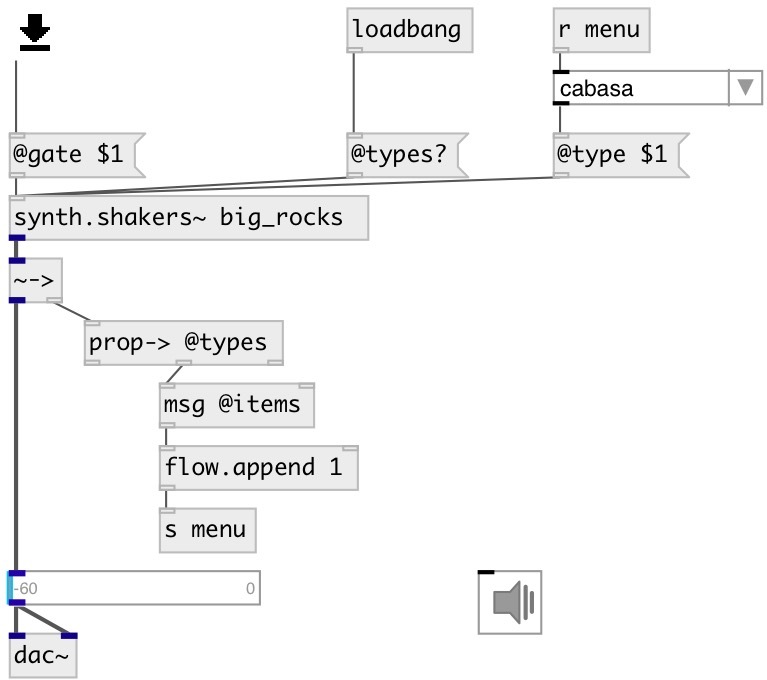 loadbang
r menu
cabasa
@gate $1
@types?
@type $1
synth.shakers~ big_rocks
~->
prop-> @types
msg @items
flow.append 1
s menu
-60 0
dac~